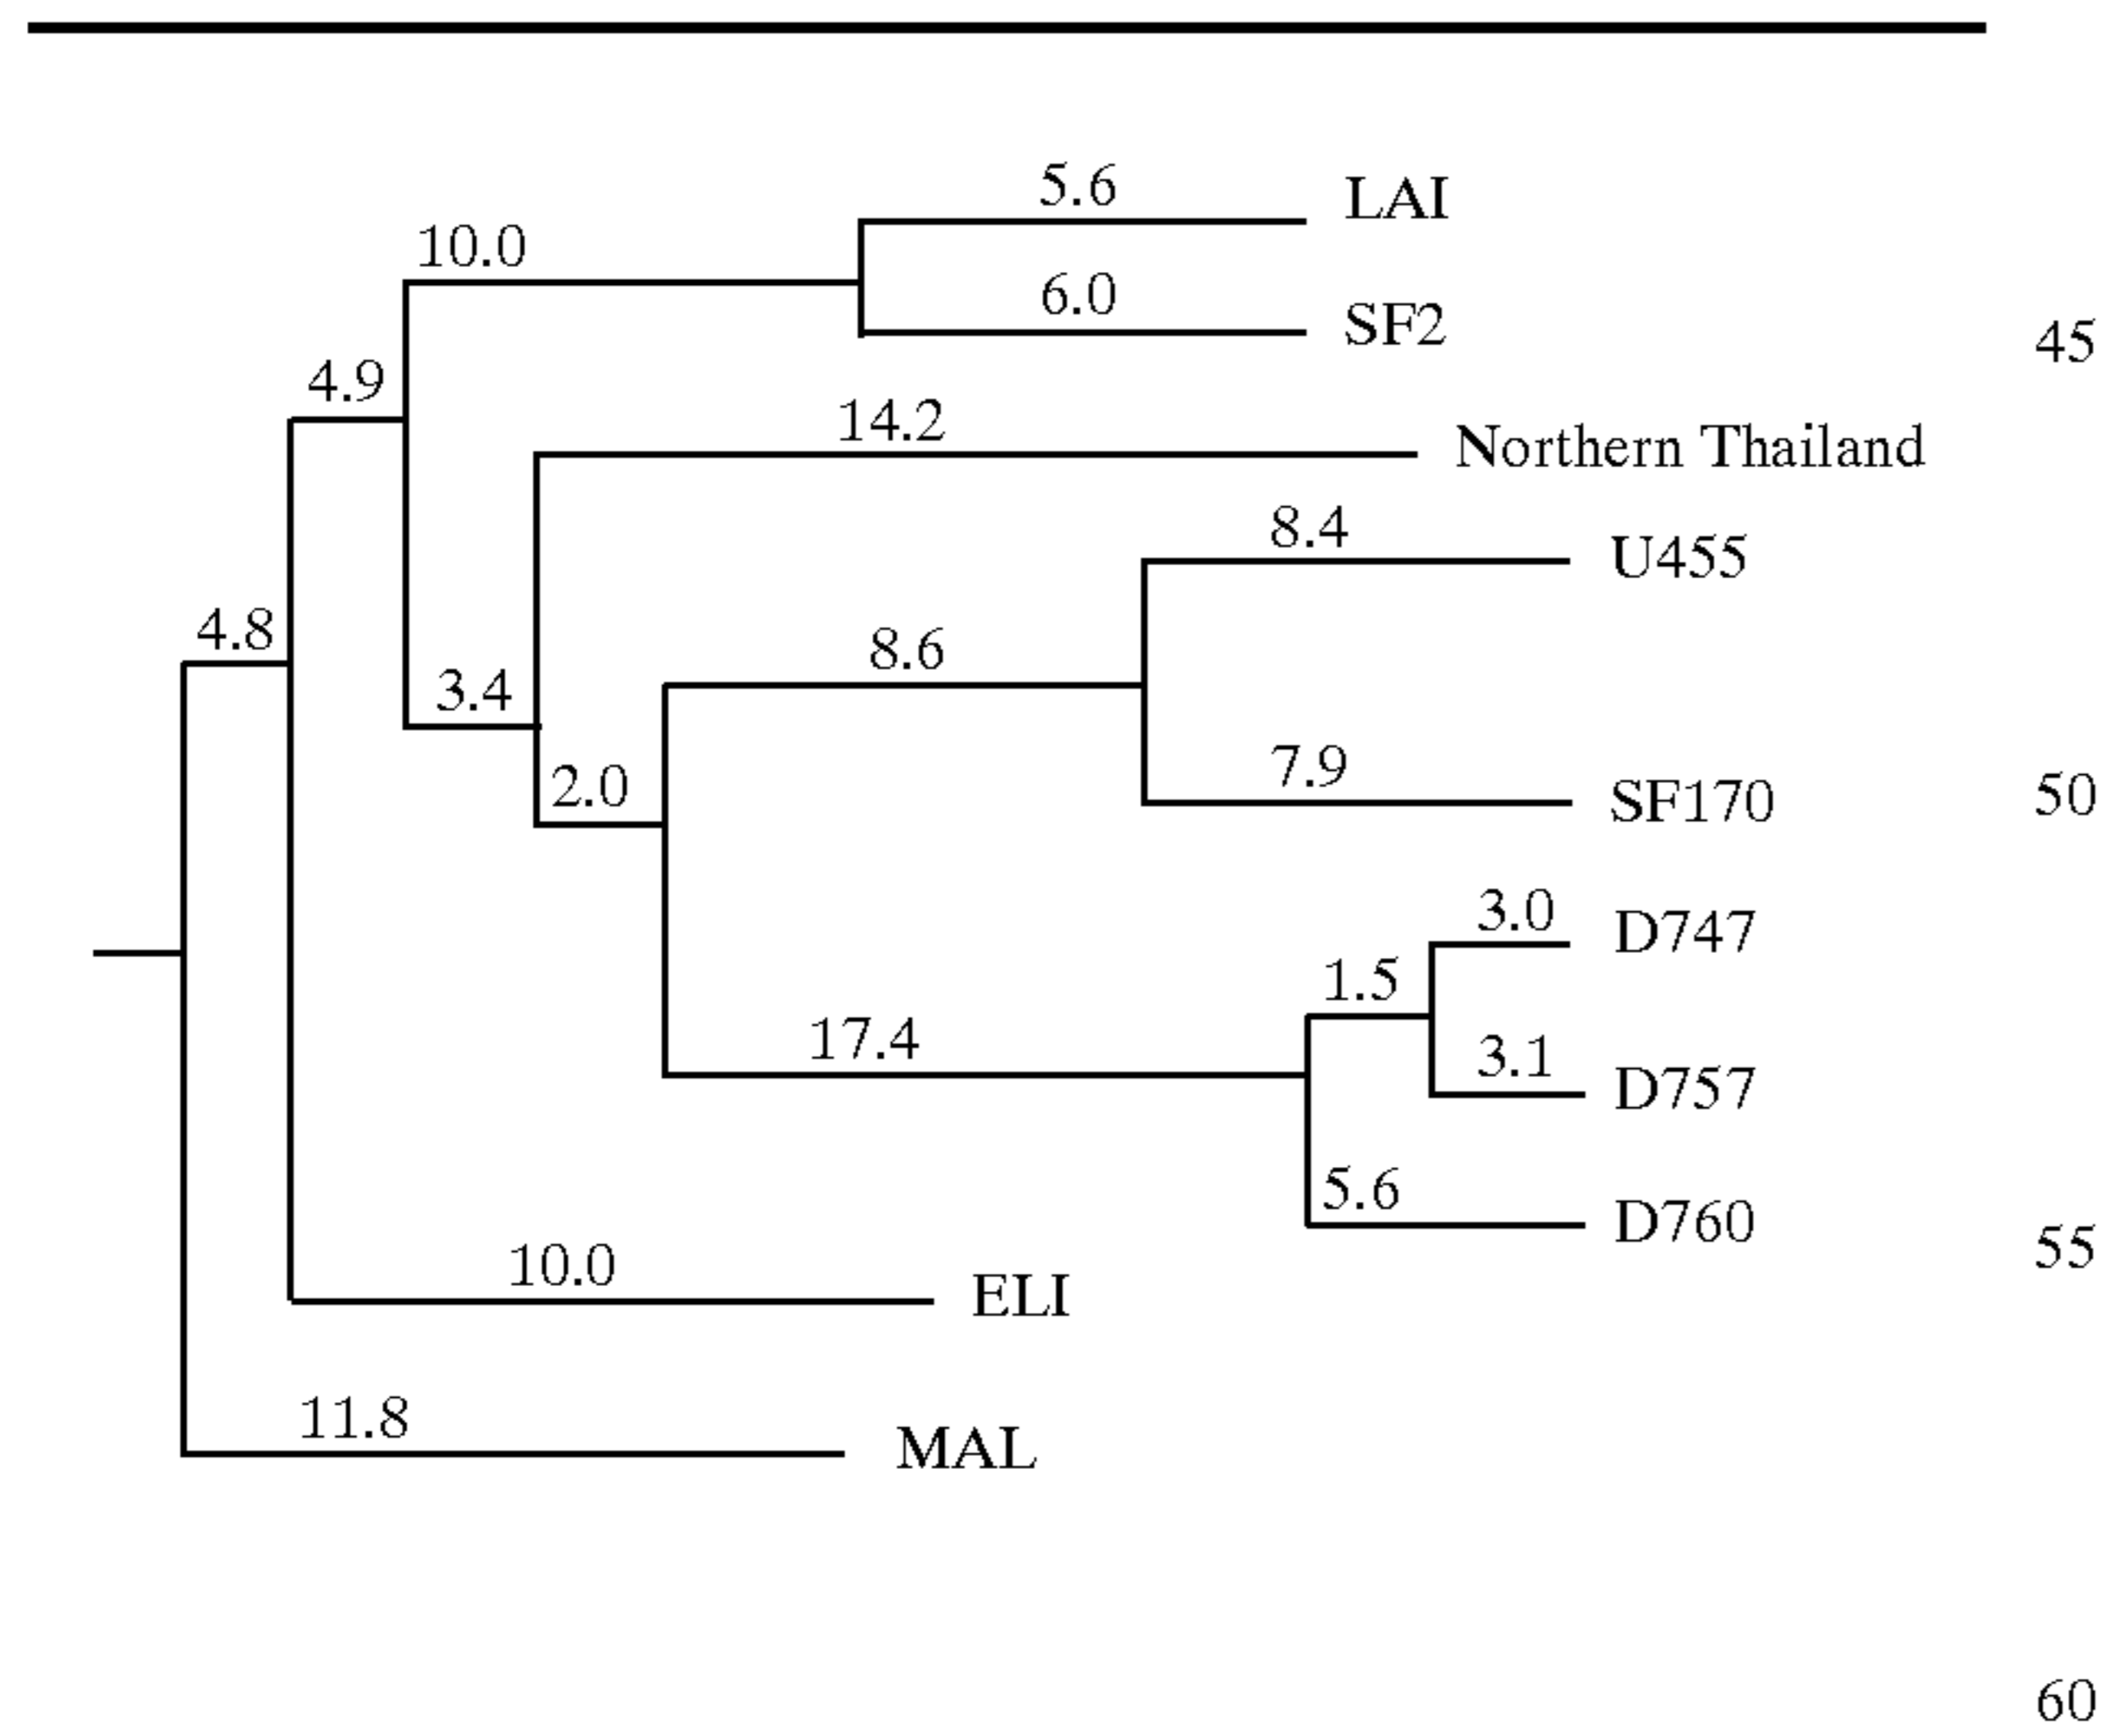 5.6 LAI
10.0
6.0 SF2
45
4.9
14.2 Northern Thailand
8.4 U455
4.8
8.6
3.4
7.9 SF170
2.0
50
3.0 D747
1.5
17.4
3.1 D757
5.6 D760
55
10.0 ELI
11.8 MAL
60